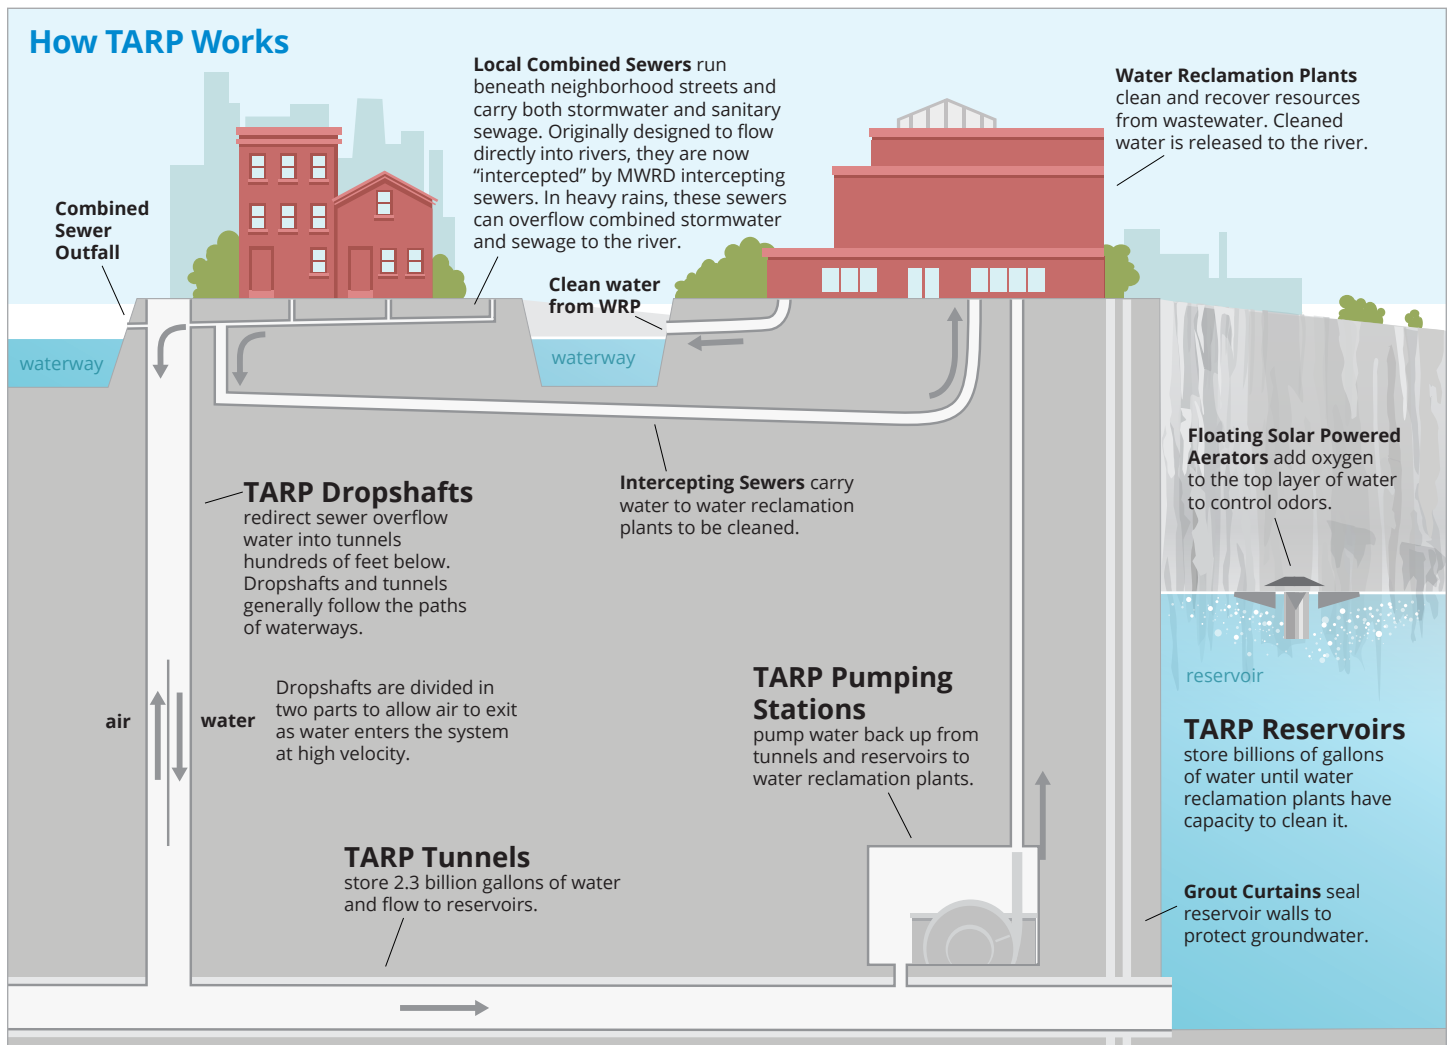 How TARP Works
Local Combined Sewers run
beneath neighborhood streets and
carry both stormwater and sanitary
sewage. Originally designed to flow
directly into rivers, they are now
“intercepted” by MWRD intercepting
sewers. In heavy rains, these sewers
can overflow combined stormwater
and sewage to the river.
Water Reclamation Plants
clean and recover resources
from wastewater. Cleaned
water is released to the river.
Combined
Sewer
Outfall
Clean water
from WRP
waterway
waterway
Floating Solar Powered
Aerators add oxygen
to the top layer of water
to control odors.
TARP Dropshafts
redirect sewer overflow
water into tunnels
hundreds of feet below.
Dropshafts and tunnels
generally follow the paths
of waterways.
Intercepting Sewers carry
water to water reclamation
plants to be cleaned.
air
water
Dropshafts are divided in
two parts to allow air to exit
as water enters the system
at high velocity.
TARP Pumping
Stations
pump water back up from
tunnels and reservoirs to
water reclamation plants.
reservoir
TARP Reservoirs
store billions of gallons
of water until water
reclamation plants have
capacity to clean it.
TARP Tunnels
store 2.3 billion gallons of water
and flow to reservoirs.
Grout Curtains seal
reservoir walls to
protect groundwater.